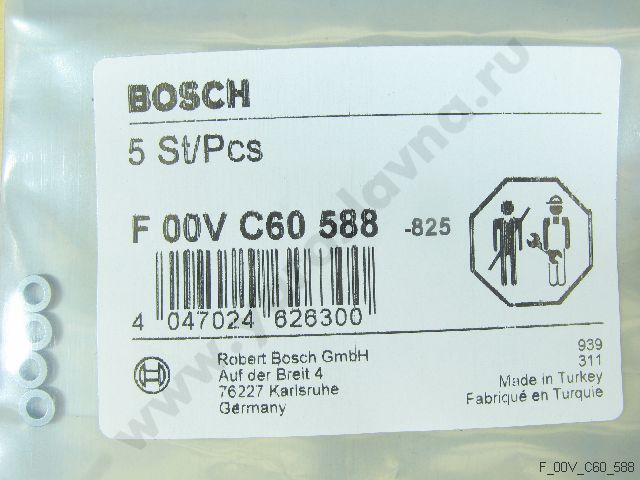 BOSCH
5 St/Pcs
F 00V C60 588 -825
4 047024 626300
Robert Bosch GmbH
Auf der Breit 4
76227 Karlsruhe
Germany
939
311
Made in Turkey
Fabriqué en Turquie
F_00V_C60_588